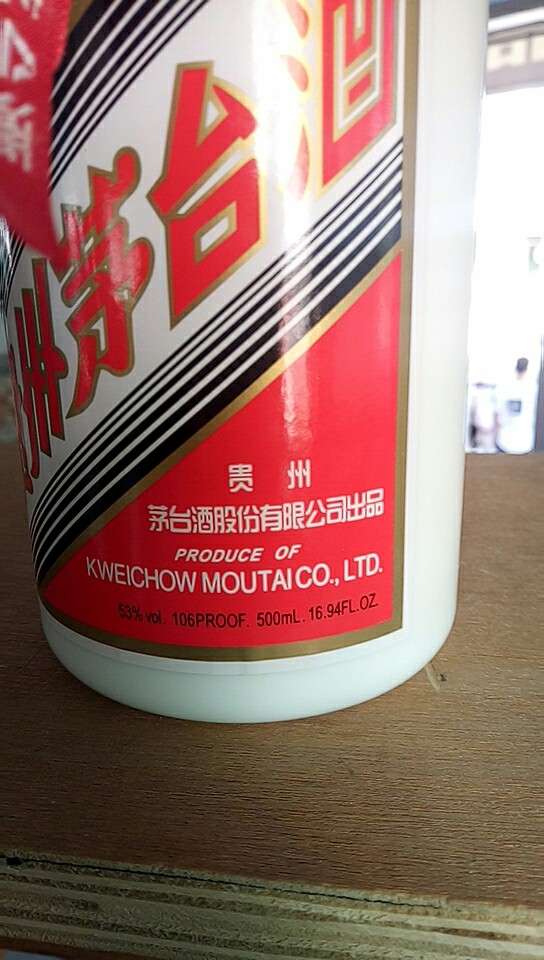 州茅台酒
贵州
茅台酒股份有限公司出品
PRODUCE OF
KWEICHOW MOUTAI CO., LTD.
53% vol. 106PROOF. 500mL. 16.94FL.OZ.